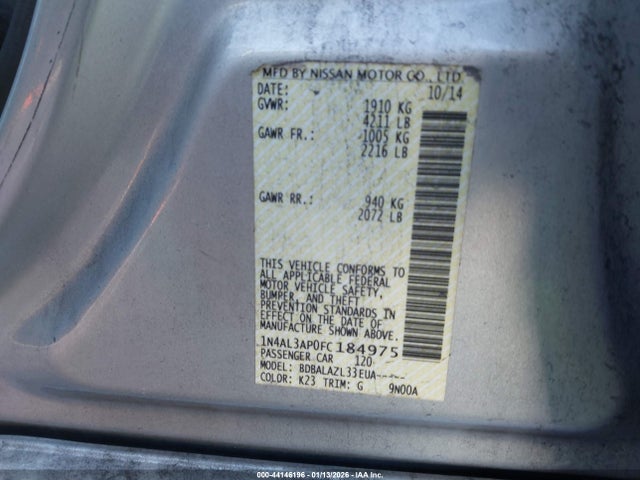 MFD BY NISSAN MOTOR CO., LTD
DATE: 10/14
GVWR: 1910 KG
4211 LB
GAWR FR.: 1005 KG
2216 LB
GAWR RR.: 940 KG
2072 LB
THIS VEHICLE CONFORMS TO
ALL APPLICABLE FEDERAL
MOTOR VEHICLE SAFETY,
BUMPER, AND THEFT
PREVENTION STANDARDS IN
EFFECT ON THE DATE OF
MANUFACTURE SHOWN ABOVE.
1N4AL3AP0FC184975
PASSENGER CAR 120
MODEL: BDBALAZL33EUA-----
COLOR: K23 TRIM: G 9N00A
000-44146196 - 01/13/2026 - IAA Inc.